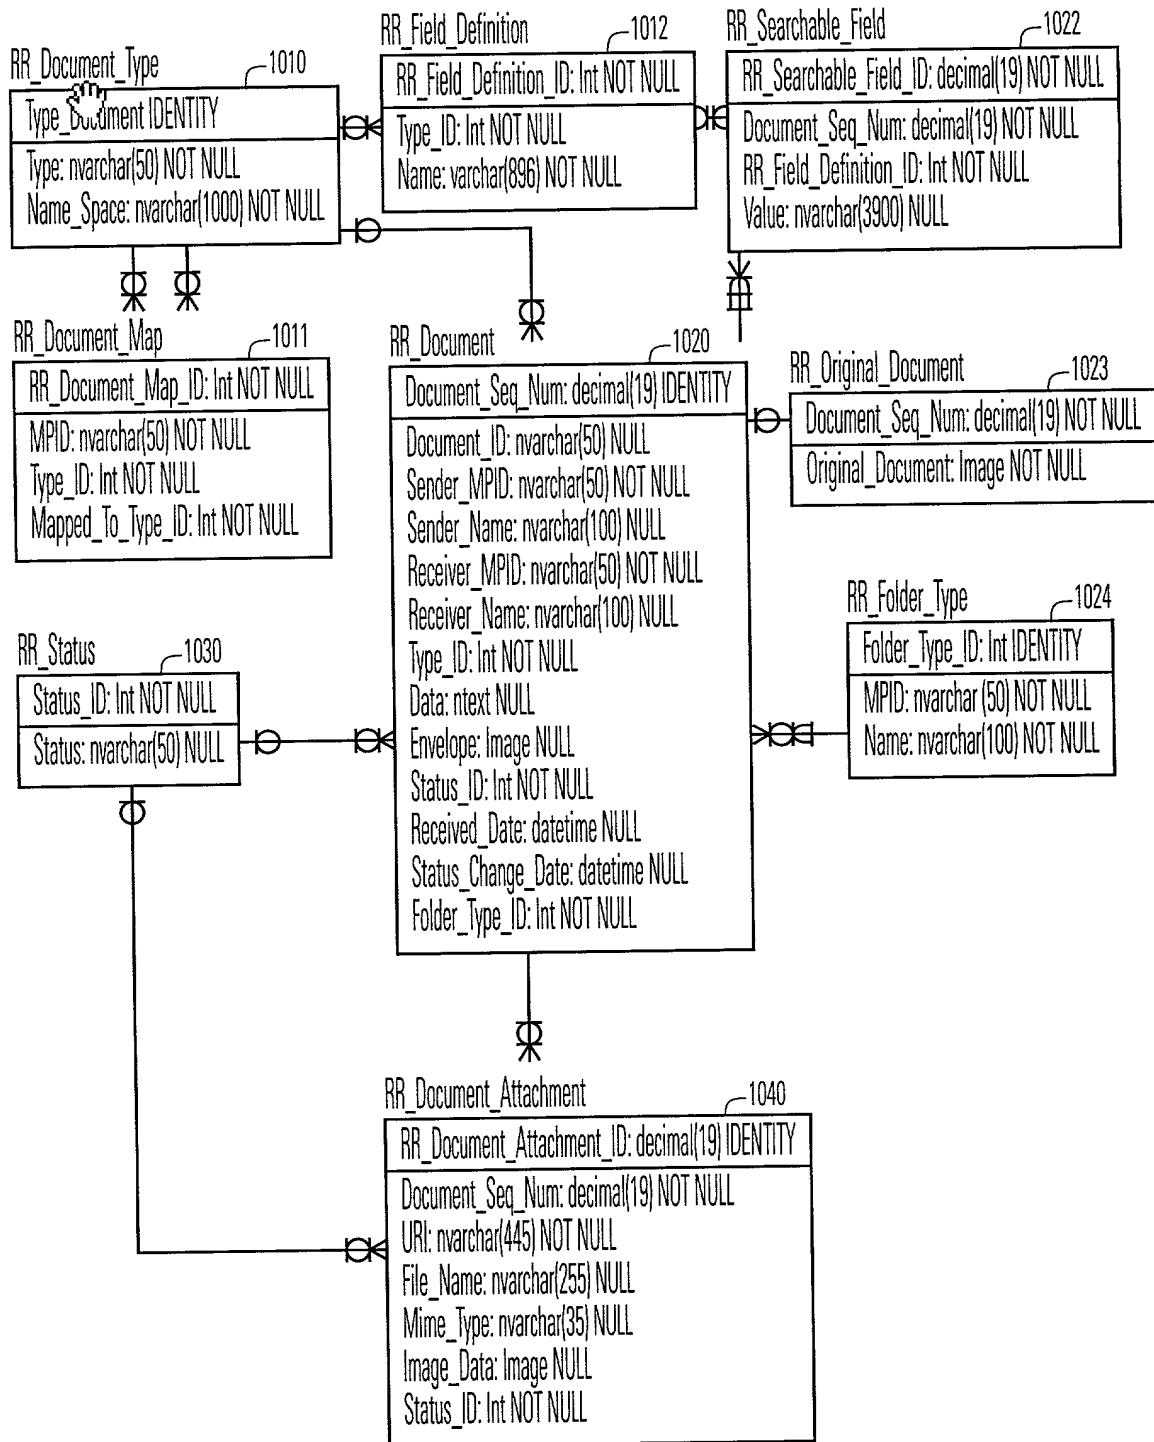 RR_Document_Type
1010
Type_Document IDENTITY
Type: nvarchar(50) NOT NULL
Name_Space: nvarchar(1000) NOT NULL
RR_Field_Definition
1012
RR_Field_Definition_ID: Int NOT NULL
Type_ID: Int NOT NULL
Name: varchar(896) NOT NULL
RR_Searchable_Field
1022
RR_Searchable_Field_ID: decimal(19) NOT NULL
Document_Seq_Num: decimal(19) NOT NULL
RR_Field_Definition_ID: Int NOT NULL
Value: nvarchar(3900) NULL
RR_Document_Map
1011
RR_Document_Map_ID: Int NOT NULL
MPID: nvarchar(50) NOT NULL
Type_ID: Int NOT NULL
Mapped_To_Type_ID: Int NOT NULL
RR_Document
1020
Document_Seq_Num: decimal(19) IDENTITY
Document_ID: nvarchar(50) NULL
Sender_MPID: nvarchar(50) NOT NULL
Sender_Name: nvarchar(100) NULL
Receiver_MPID: nvarchar(50) NOT NULL
Receiver_Name: nvarchar(100) NULL
Type_ID: Int NOT NULL
Data: ntext NULL
Envelope: Image NULL
Status_ID: Int NOT NULL
Received_Date: datetime NULL
Status_Change_Date: datetime NULL
Folder_Type_ID: Int NOT NULL
RR_Original_Document
1023
Document_Seq_Num: decimal(19) NOT NULL
Original_Document: Image NOT NULL
RR_Folder_Type
1024
Folder_Type_ID: Int IDENTITY
MPID: nvarchar (50) NOT NULL
Name: nvarchar(100) NOT NULL
RR_Status
1030
Status_ID: Int NOT NULL
Status: nvarchar(50) NULL
RR_Document_Attachment
1040
RR_Document_Attachment_ID: decimal(19) IDENTITY
Document_Seq_Num: decimal(19) NOT NULL
URI: nvarchar(445) NOT NULL
File_Name: nvarchar(255) NULL
Mime_Type: nvarchar(35) NULL
Image_Data: Image NULL
Status_ID: Int NOT NULL